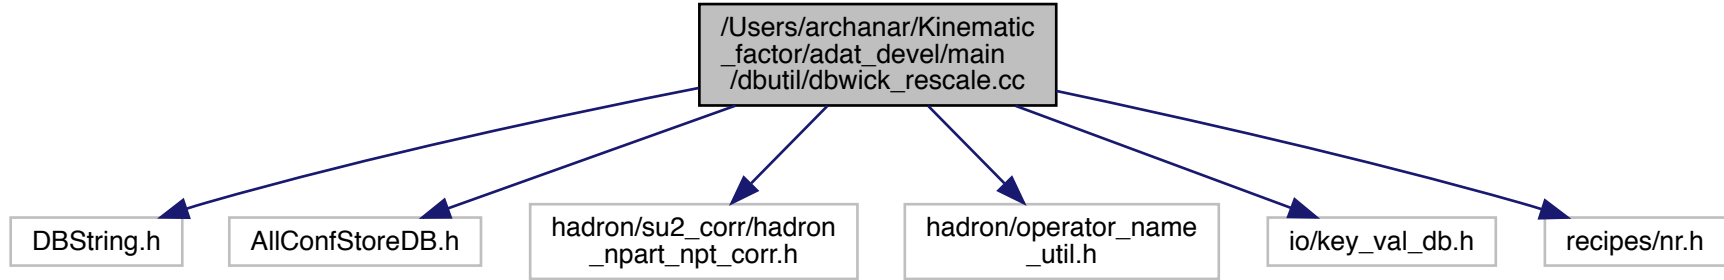 /Users/archanar/Kinematic
_factor/adat_devel/main
/dbutil/dbwick_rescale.cc
DBString.h
AllConfStoreDB.h
hadron/su2_corr/hadron
_npart_npt_corr.h
hadron/operator_name
_util.h
io/key_val_db.h
recipes/nr.h